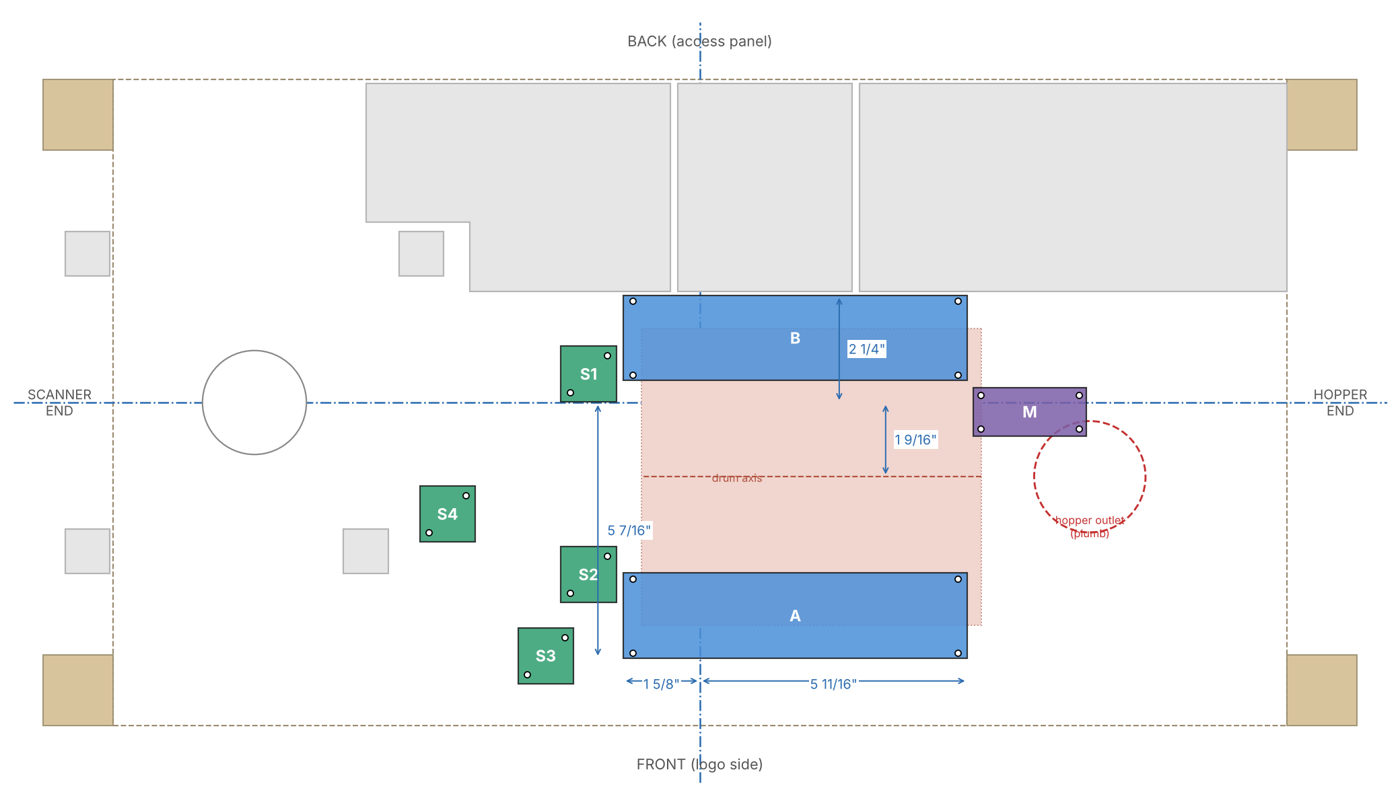 BACK (access panel)
B
2 1/4"
S1
SCANNER
END
HOPPER
END
M
1 9/16"
drum axis
S4
hopper outlet
(plumb)
5 7/16"
S2
A
S3
1 5/8"
5 11/16"
FRONT (logo side)